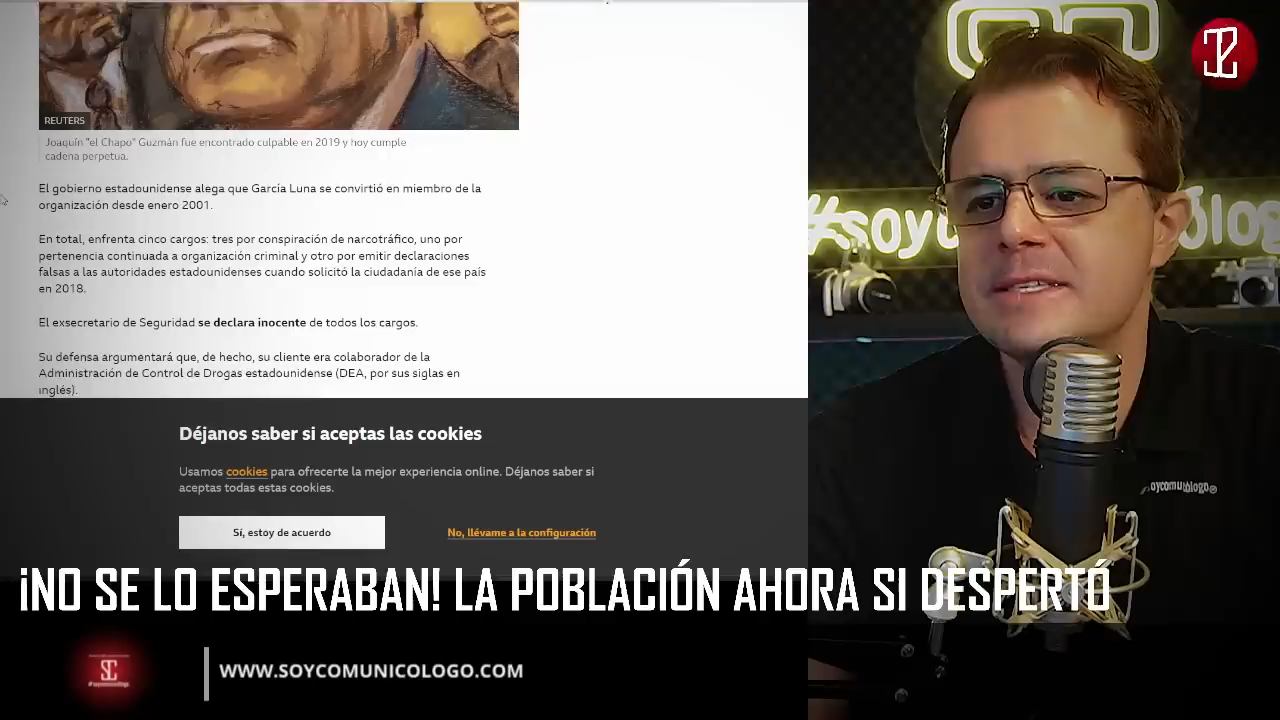 REUTERS
Joaquín "el Chapo" Guzmán fue encontrado culpable en 2019 y hoy cumple
cadena perpetua.
El gobierno estadounidense alega que García Luna se convirtió en miembro de la
organización desde enero 2001.
En total, enfrenta cinco cargos: tres por conspiración de narcotráfico, uno por
pertenencia continuada a organización criminal y otro por emitir declaraciones
falsas a las autoridades estadounidenses cuando solicitó la ciudadanía de ese país
en 2018.
El exsecretario de Seguridad se declara inocente de todos los cargos.
Su defensa argumentará que, de hecho, su cliente era colaborador de la
Administración de Control de Drogas estadounidense (DEA, por sus siglas en
inglés).
Déjanos saber si aceptas las cookies
Usamos cookies para ofrecerte la mejor experiencia online. Déjanos saber si
aceptas todas estas cookies.
Sí, estoy de acuerdo
No, llévame a la configuración
#soyc
ólog
¡NO SE LO ESPERABAN! LA POBLACIÓN AHORA SI DESPERTÓ
WWW.SOYCOMUNICOLOGO.COM